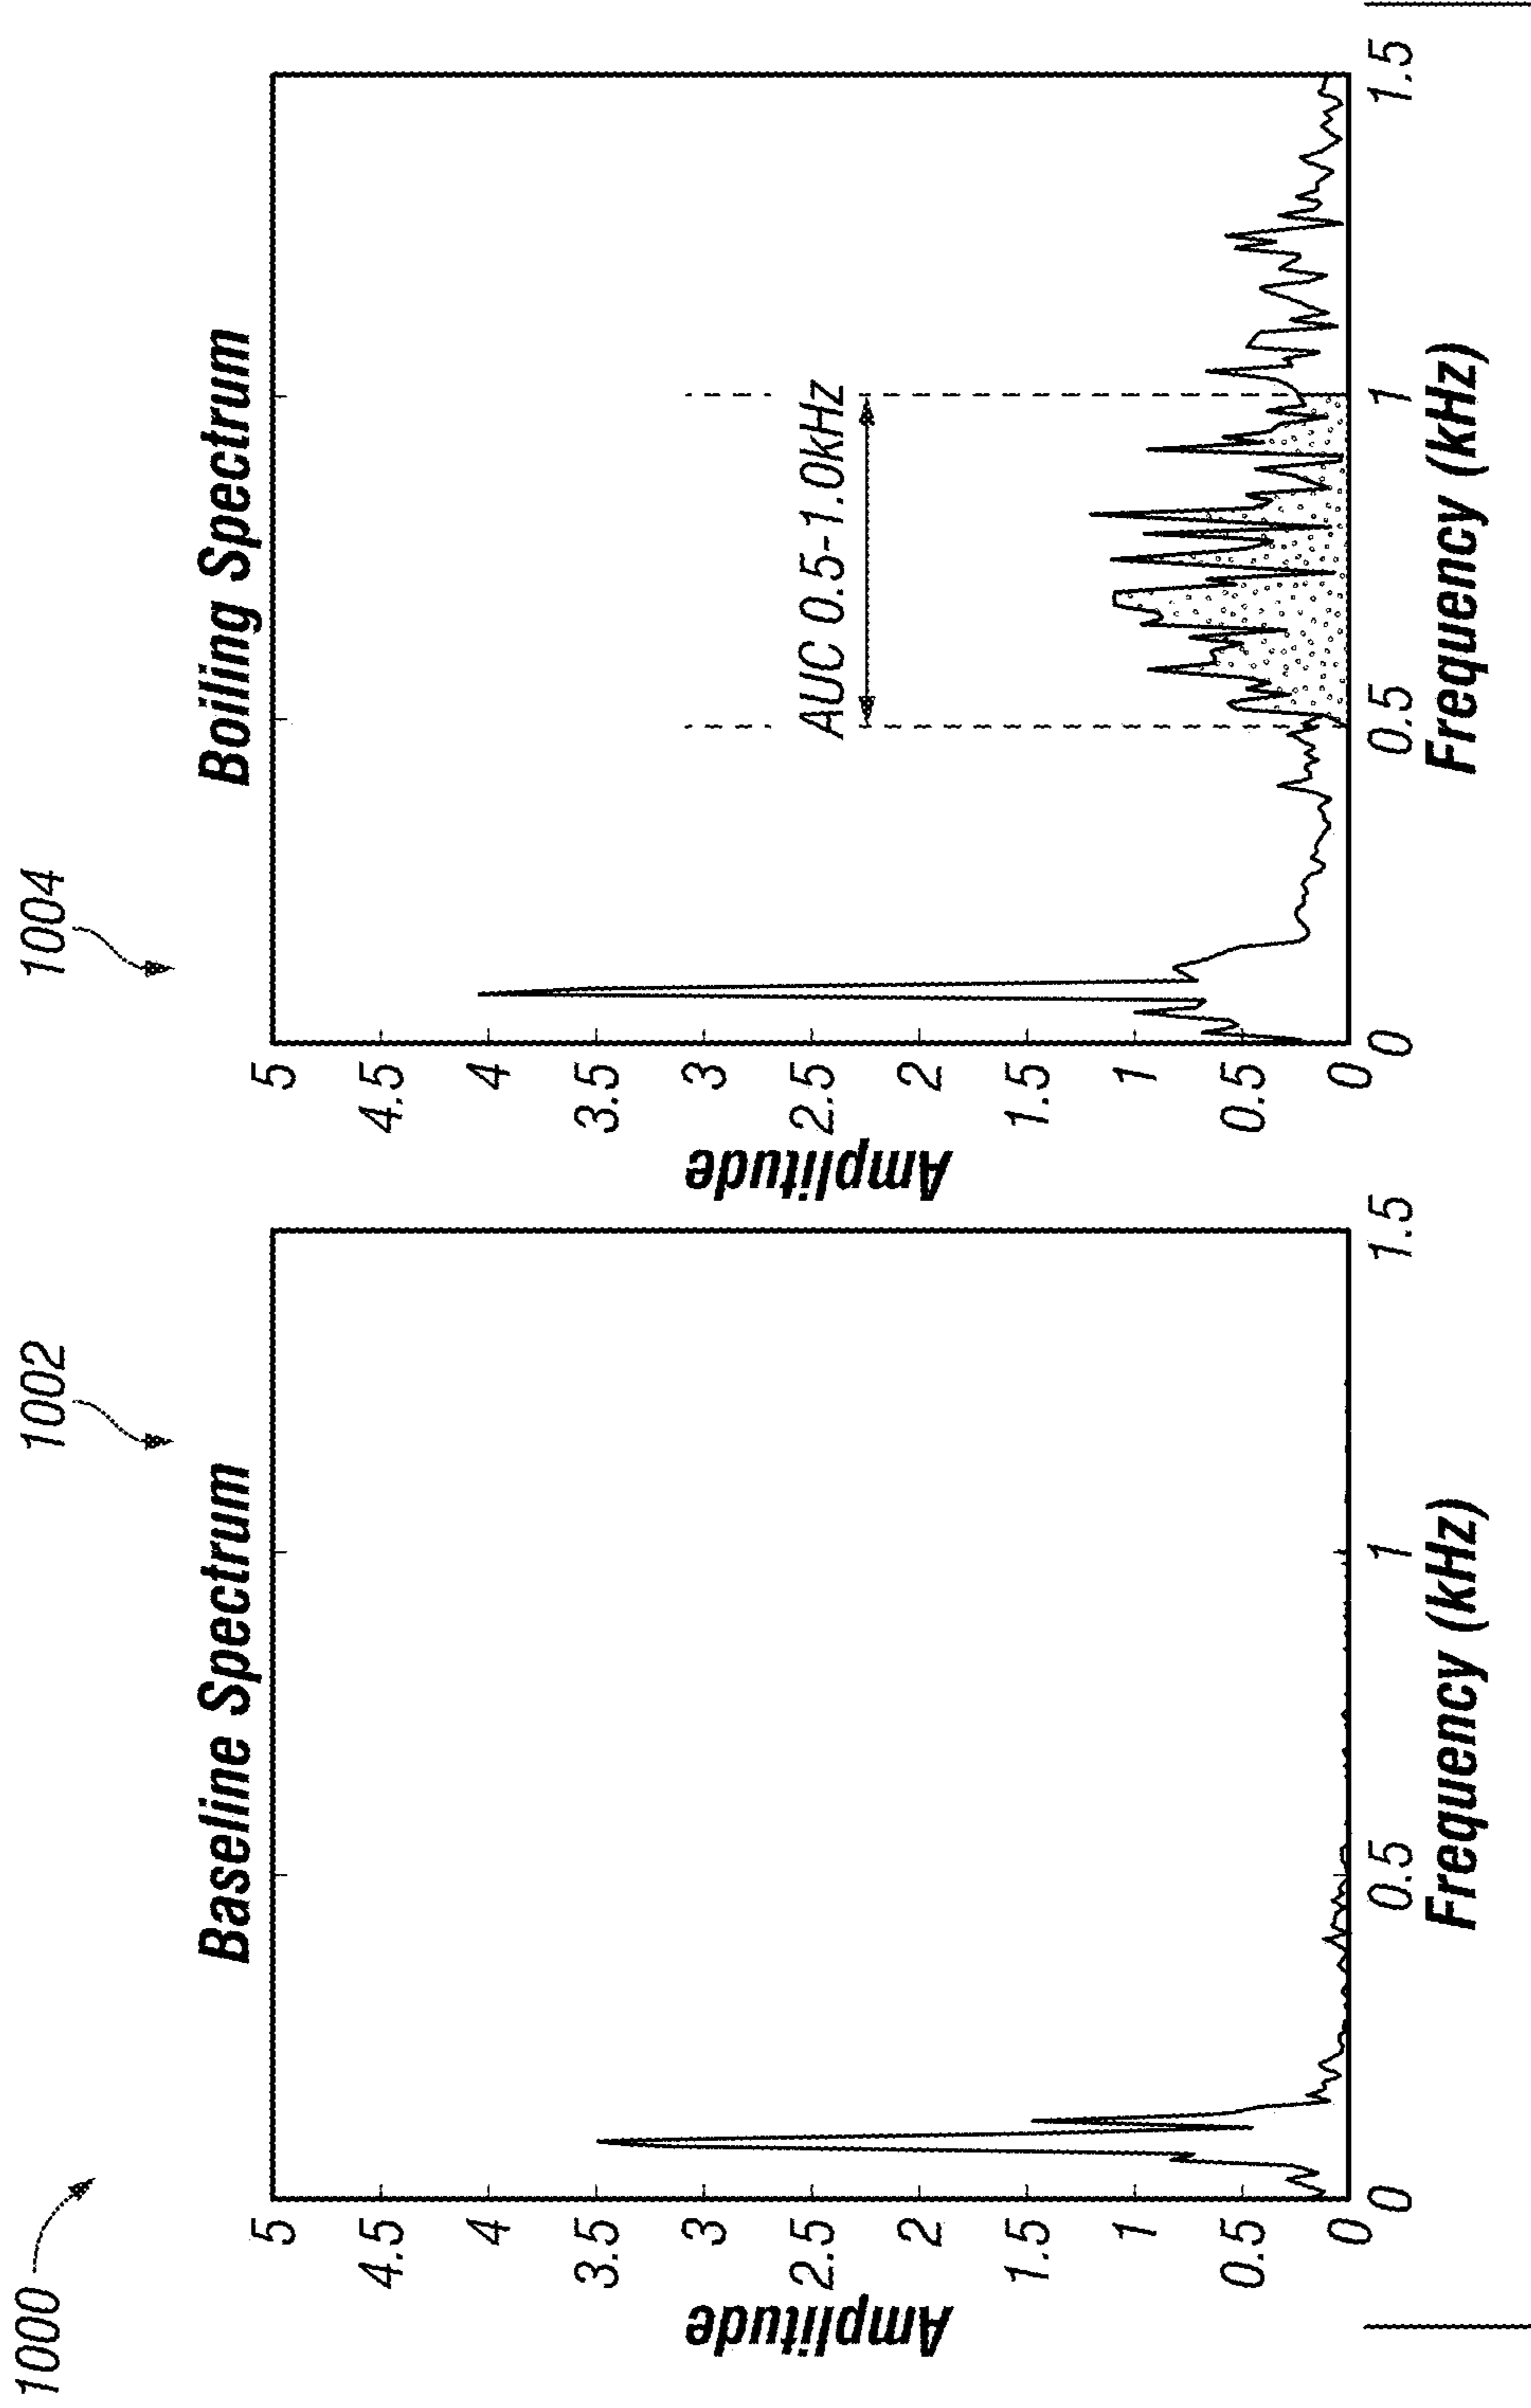 1000
1002
1004
Baseline Spectrum
Amplitude
5
4.5
4
3.5
3
2.5
2
1.5
1
0.5
0
0 0.5 1 1.5
Frequency (kHz)
Boiling Spectrum
Amplitude
5
4.5
4
3.5
3
2.5
2
1.5
1
0.5
0
AUC 0.5-1.0kHz
0 0.5 1 1.5
Frequency (kHz)